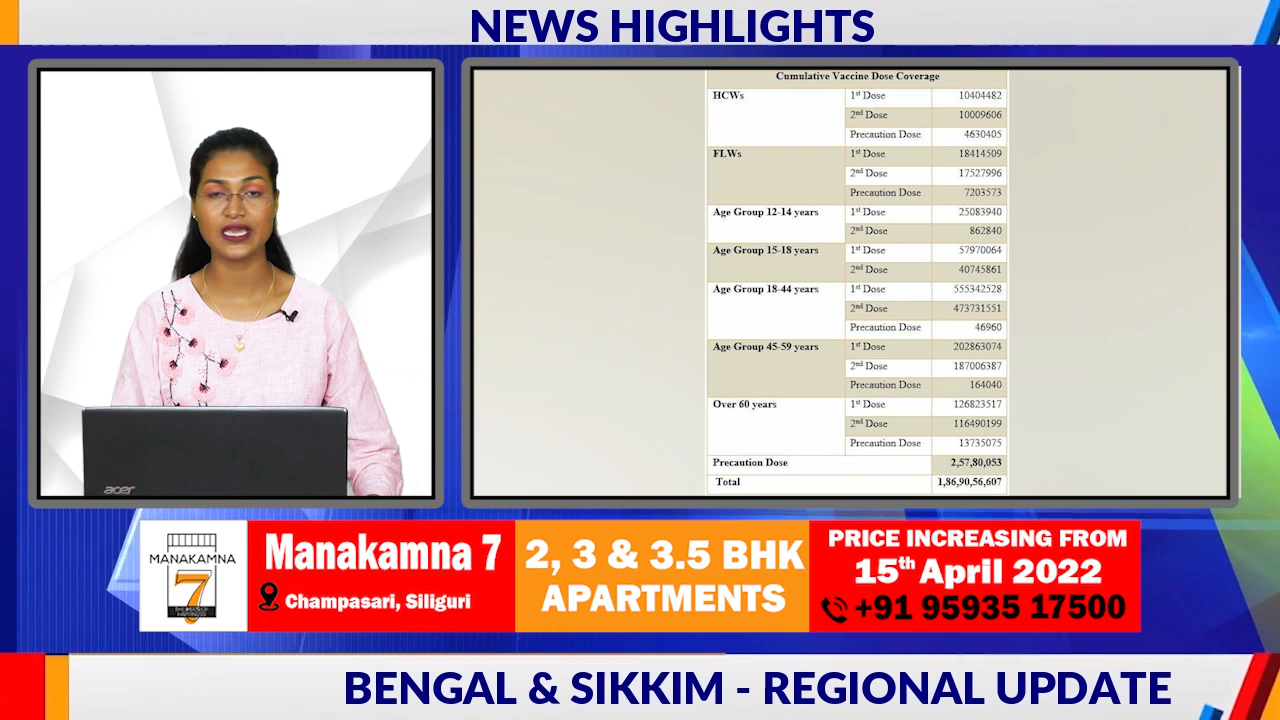 NEWS HIGHLIGHTS
Cumulative Vaccine Dose Coverage
HCWs 1st Dose 10404482
2nd Dose 10009606
Precaution Dose 4630405
FLWs 1st Dose 18414509
2nd Dose 17527996
Precaution Dose 7203573
Age Group 12-14 years 1st Dose 25083940
2nd Dose 862840
Age Group 15-18 years 1st Dose 57970064
2nd Dose 40745861
Age Group 18-44 years 1st Dose 555342528
2nd Dose 473731551
Precaution Dose 46960
Age Group 45-59 years 1st Dose 202863074
2nd Dose 187006387
Precaution Dose 164040
Over 60 years 1st Dose 126823517
2nd Dose 116490199
Precaution Dose 13735075
Precaution Dose 2,57,80,053
Total 1,86,90,56,607
acer
MANAKAMNA
7
Manakamna 7
Champasari, Siliguri
2, 3 & 3.5 BHK
APARTMENTS
PRICE INCREASING FROM
15th April 2022
+91 95935 17500
BENGAL & SIKKIM - REGIONAL UPDATE